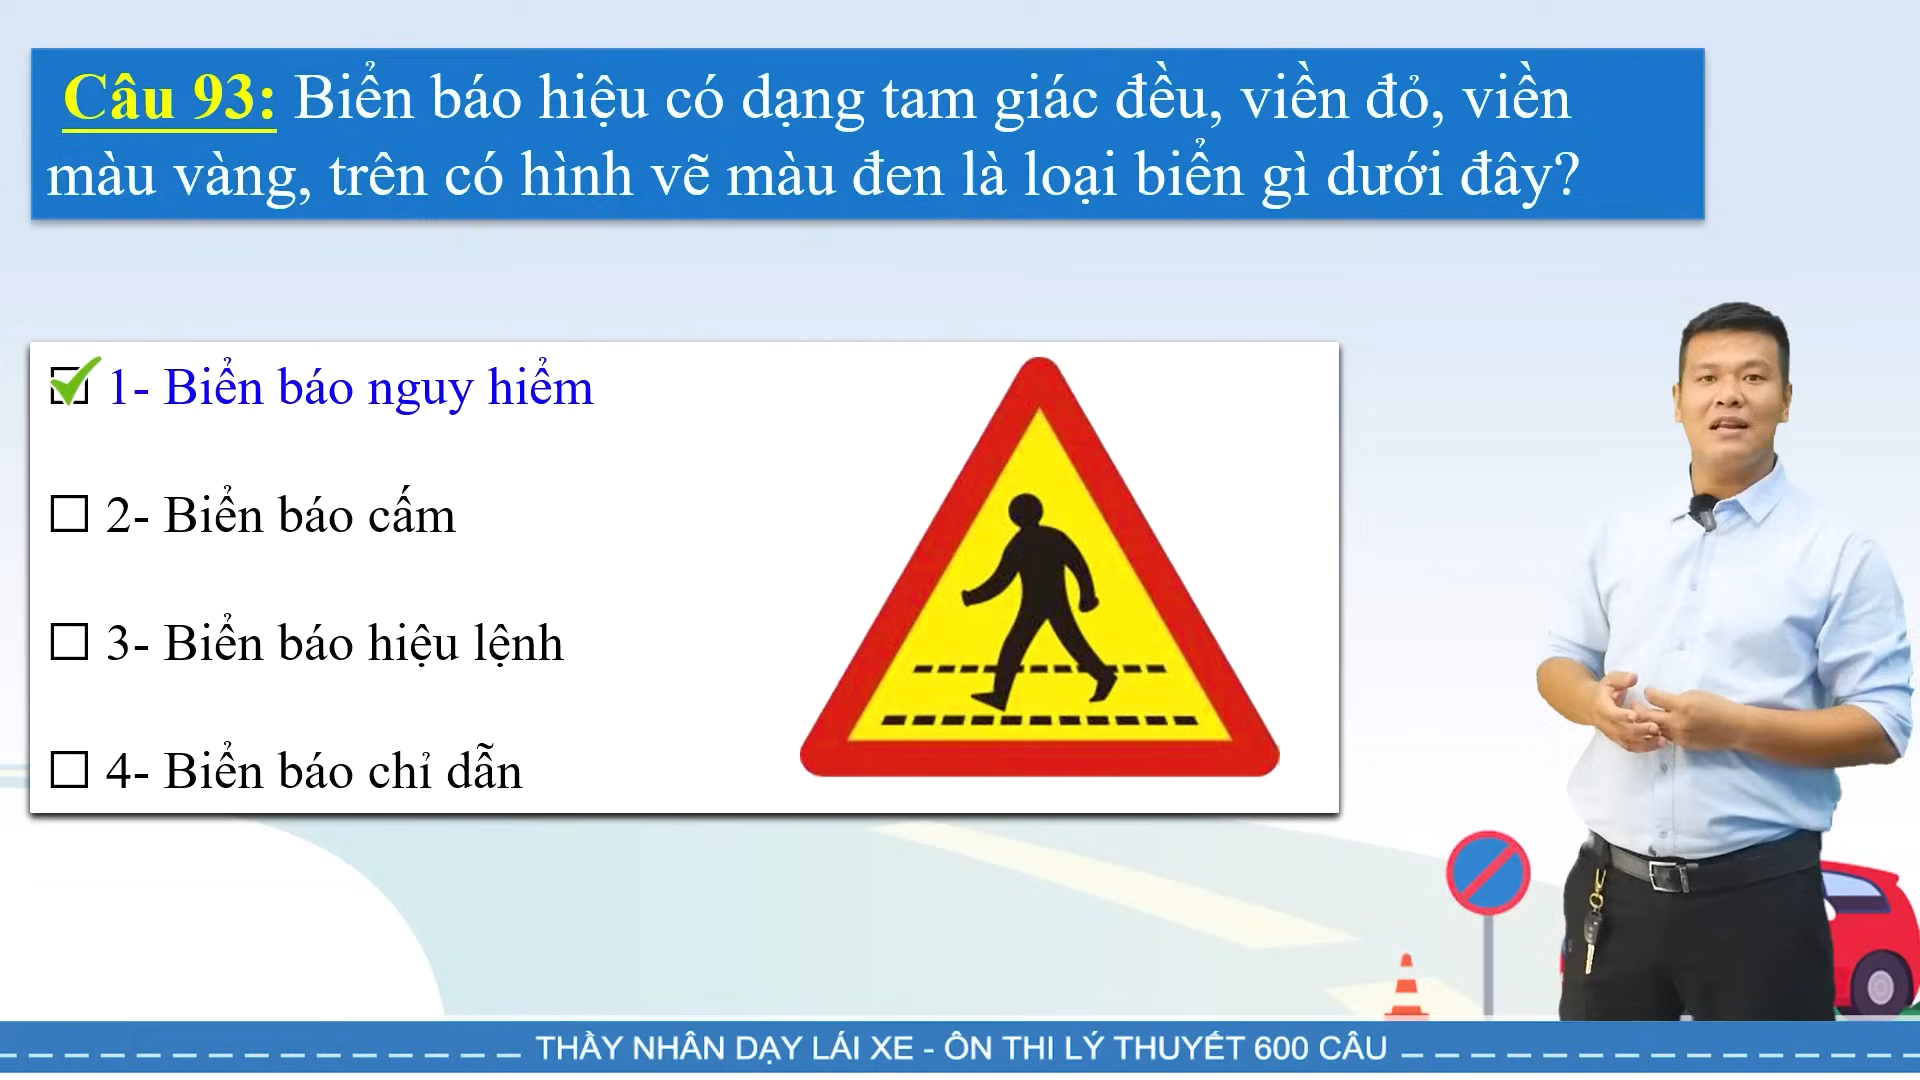 Câu 93: Biển báo hiệu có dạng tam giác đều, viền đỏ, viền
màu vàng, trên có hình vẽ màu đen là loại biển gì dưới đây?
1- Biển báo nguy hiểm
2- Biển báo cấm
3- Biển báo hiệu lệnh
4- Biển báo chỉ dẫn
THẦY NHÂN DẠY LÁI XE - ÔN THI LÝ THUYẾT 600 CÂU